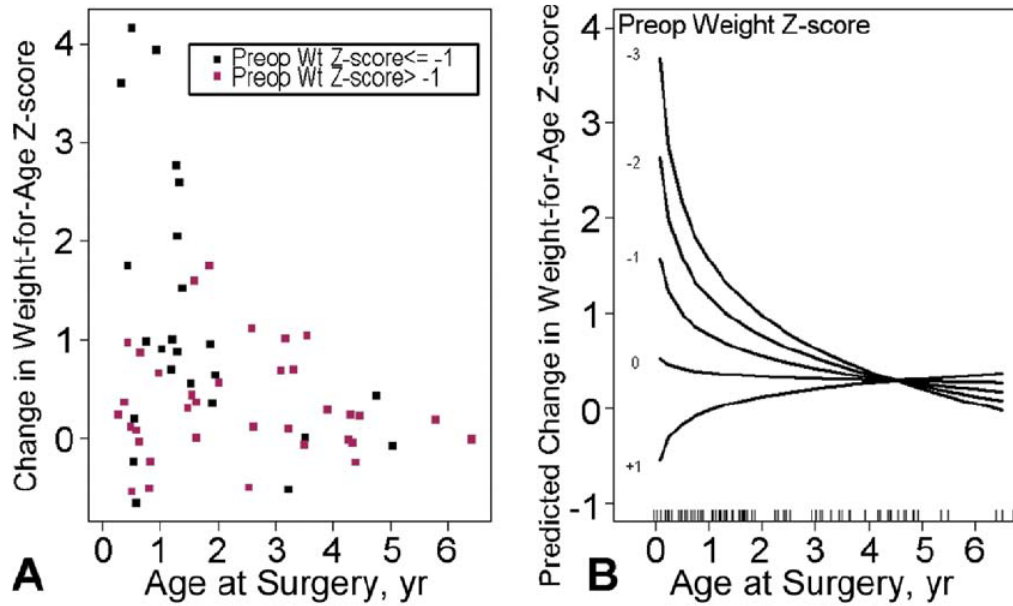 Change in Weight-for-Age Z-score
4
3
2
1
0
Preop Wt Z-score<= -1
Preop Wt Z-score> -1
0 1 2 3 4 5 6
Age at Surgery, yr
A
Predicted Change in Weight-for-Age Z-score
4
3
2
1
0
-1
Preop Weight Z-score
-3
-2
-1
0
+1
0 1 2 3 4 5 6
Age at Surgery, yr
B